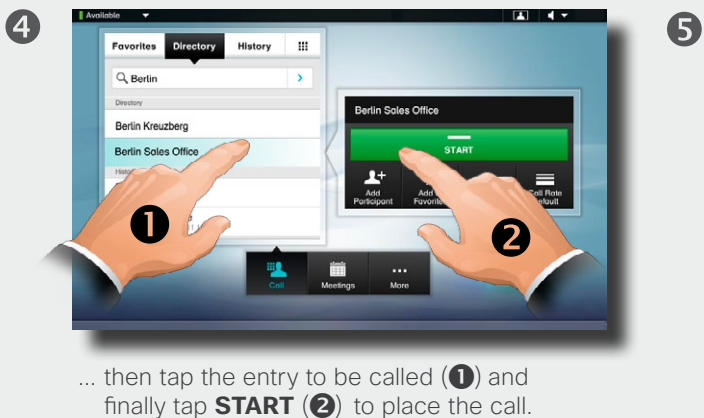 4
5
Available
Favorites Directory History
Berlin
Directory
Berlin Kreuzberg
Berlin Sales Office
Berlin Sales Office
START
Add Participant
Add
Favorite
Call Rate
Call
Meetings
More
... then tap the entry to be called (1) and
finally tap START (2) to place the call.
1
2